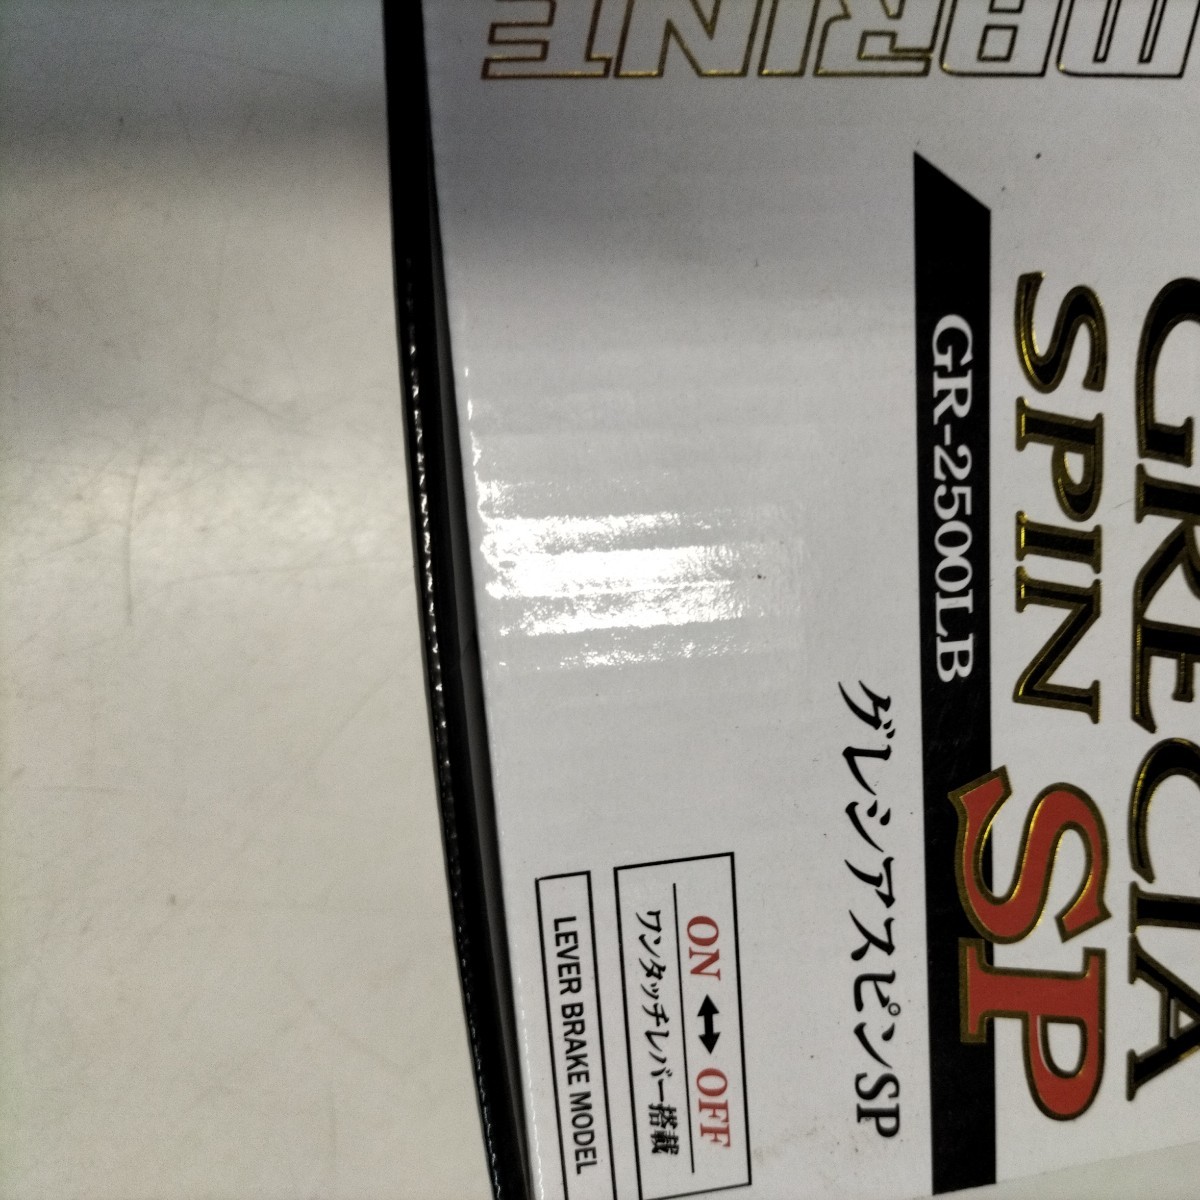 MARINE
GRECIA
SPIN SP
GR-2500LB
グレシアスピンSP
ON ↔ OFF
ワンタッチレバー搭載
LEVER BRAKE MODEL